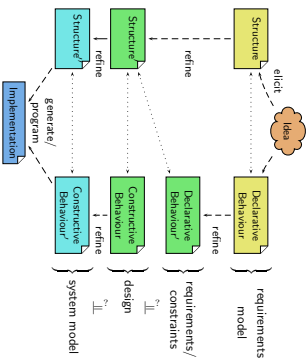 Idea
elicit
Structure
Declarative
Behaviour
requirements
model
refine
refine
Declarative
Behaviour'
requirements/
constraints
⊨?
Structure'
Constructive
Behaviour
design
refine
refine
⊨?
Structure''
Constructive
Behaviour'
system model
generate/
program
Implementation